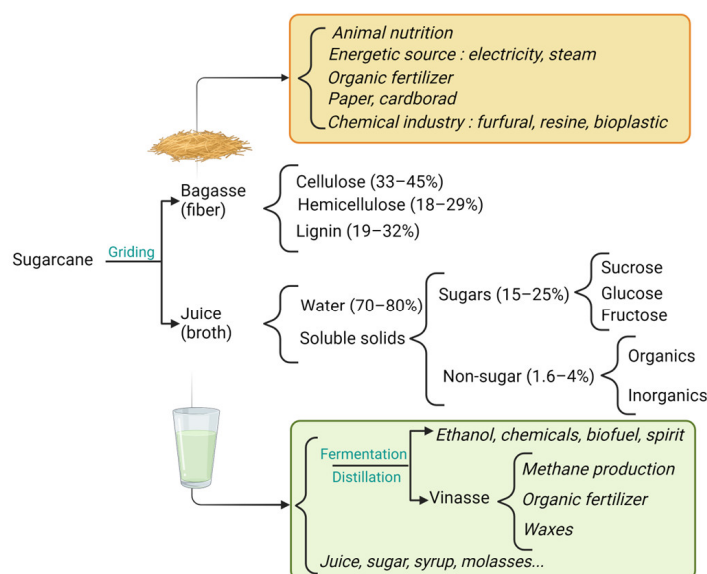 Animal nutrition
Energetic source : electricity, steam
Organic fertilizer
Paper, cardborad
Chemical industry : furfural, resine, bioplastic
Bagasse
(fiber)
Cellulose (33–45%)
Hemicellulose (18–29%)
Lignin (19–32%)
Sugarcane
Griding
Juice
(broth)
Water (70–80%)
Soluble solids
Sugars (15–25%)
Sucrose
Glucose
Fructose
Non-sugar (1.6–4%)
Organics
Inorganics
Fermentation
Distillation
Ethanol, chemicals, biofuel, spirit
Vinasse
Methane production
Organic fertilizer
Waxes
Juice, sugar, syrup, molasses...